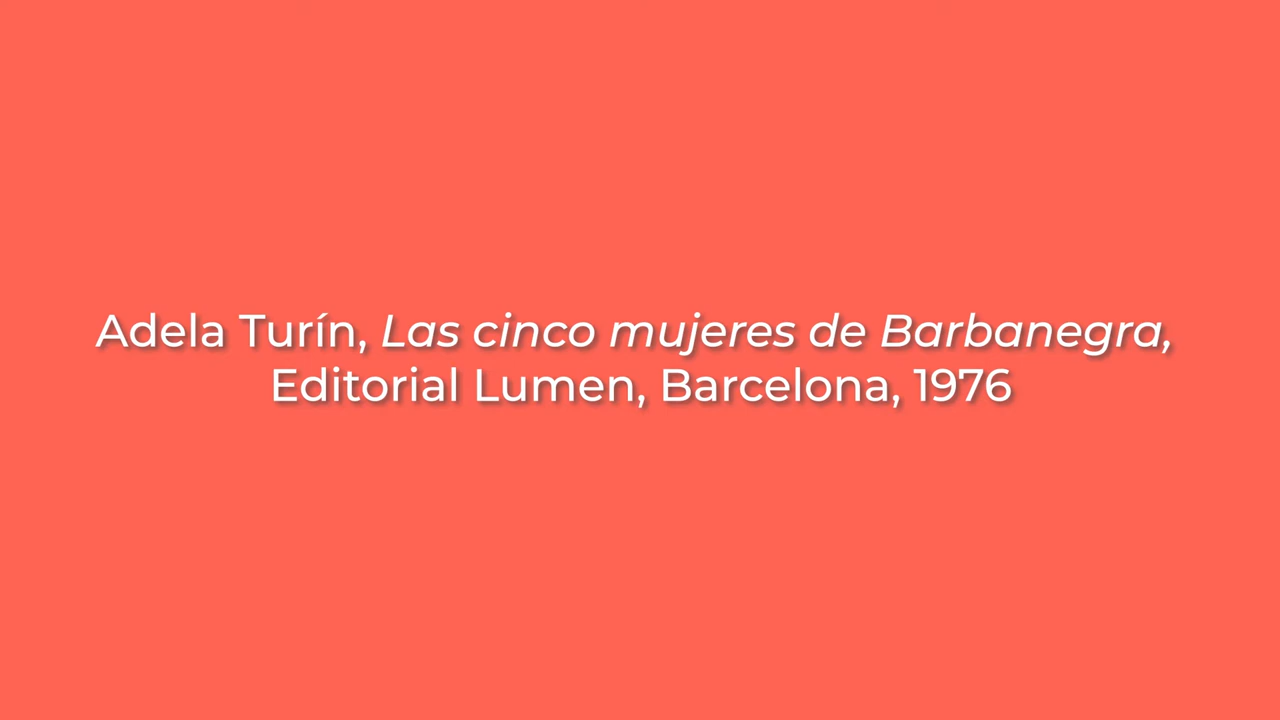 Adela Turín, Las cinco mujeres de Barbanegra,
Editorial Lumen, Barcelona, 1976